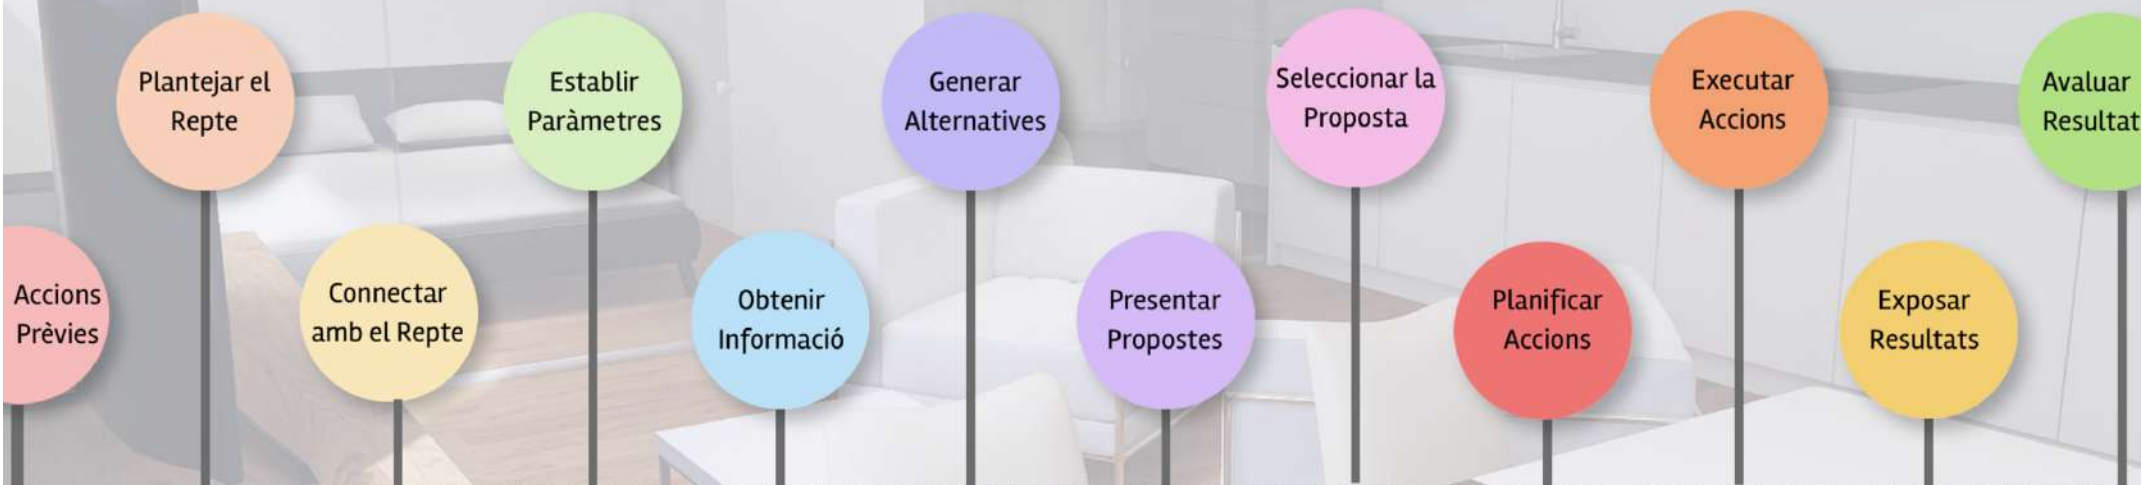 Accions
Prèvies
Plantejar el
Repte
Connectar
amb el Repte
Establir
Paràmetres
Obtenir
Informació
Generar
Alternatives
Presentar
Propostes
Seleccionar la
Proposta
Planificar
Accions
Executar
Accions
Exposar
Resultats
Avaluar
Resultat